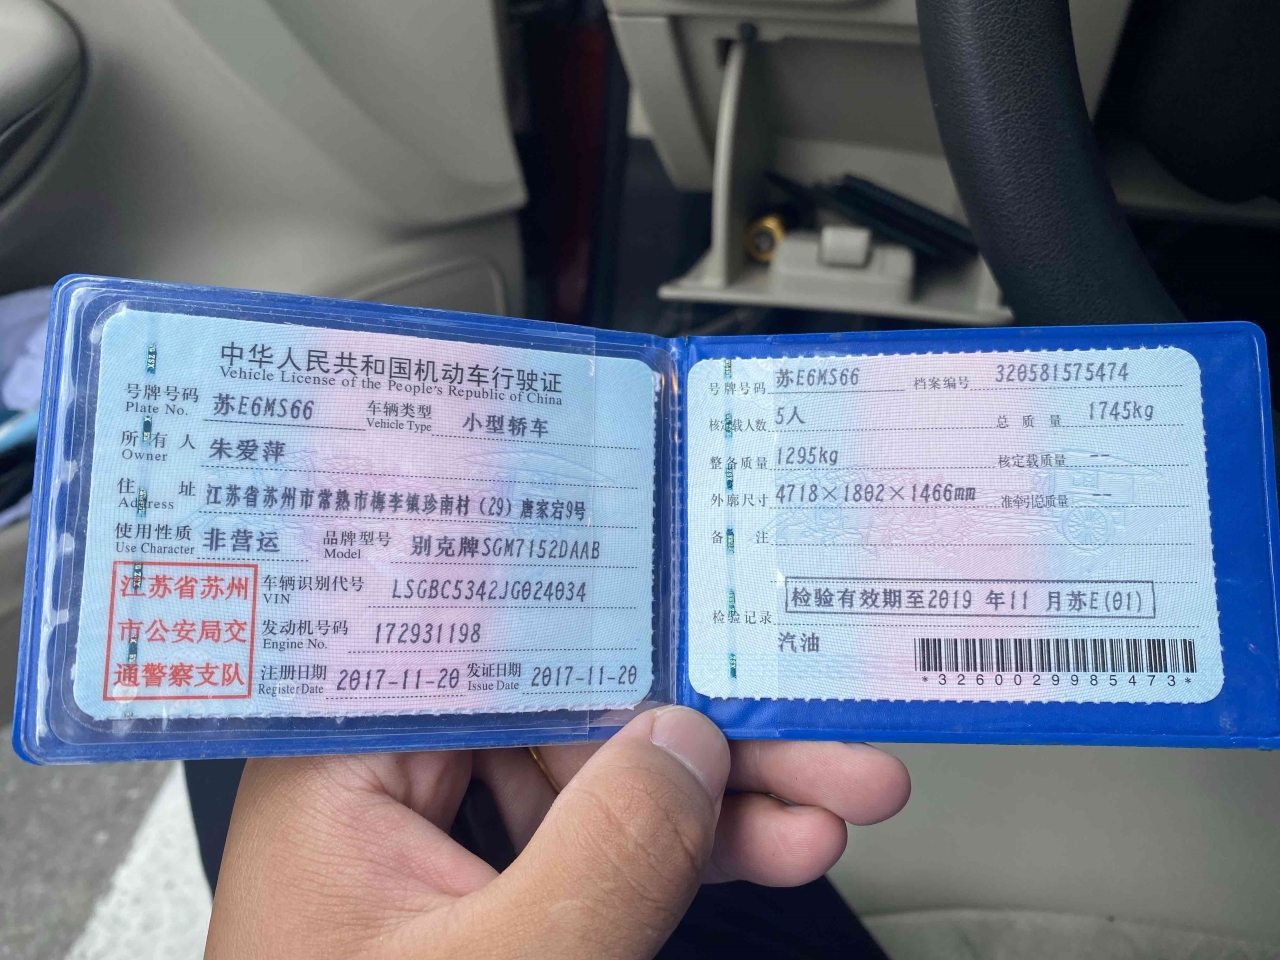 中华人民共和国机动车行驶证
Vehicle License of the People's Republic of China
号牌号码 苏E6MS66 车辆类型 小型轿车
Plate No. Vehicle Type
所有人 朱爱萍
Owner
住址 江苏省苏州市常熟市梅李镇珍南村（29）唐家宕9号
Address
使用性质 非营运 品牌型号 别克牌SGM7152DAAB
Use Character Model
江苏省苏州
市公安局交
通警察支队
车辆识别代号 LSGBC5342JG024034
VIN
发动机号码 172931198
Engine No.
注册日期 2017-11-20 发证日期 2017-11-20
Register Date Issue Date
号牌号码 苏E6MS66 档案编号 320581575474
核定载人数 5人 总质量 1745kg
整备质量 1295kg 核定载质量 --
外廓尺寸 4718×1802×1466mm 准牵引总质量 --
备注
检验记录 检验有效期至2019 年11 月苏E(01)
汽油
*3260029985473*